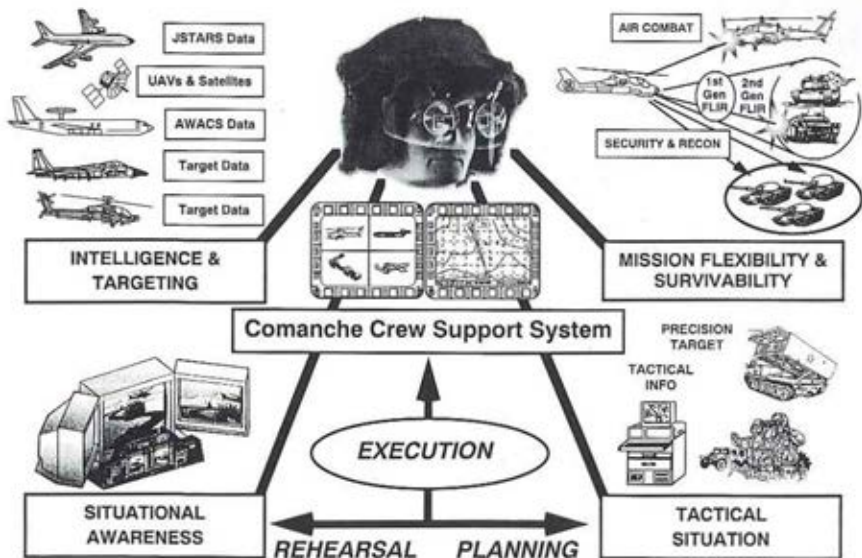 JSTARS Data
UAVs & Satellites
AWACS Data
Target Data
Target Data
INTELLIGENCE &
TARGETING
AIR COMBAT
1st
Gen
FLIR
2nd
Gen
FLIR
SECURITY & RECON
MISSION FLEXIBILITY &
SURVIVABILITY
Comanche Crew Support System
PRECISION
TARGET
TACTICAL
INFO
EXECUTION
SITUATIONAL
AWARENESS
REHEARSAL
PLANNING
TACTICAL
SITUATION